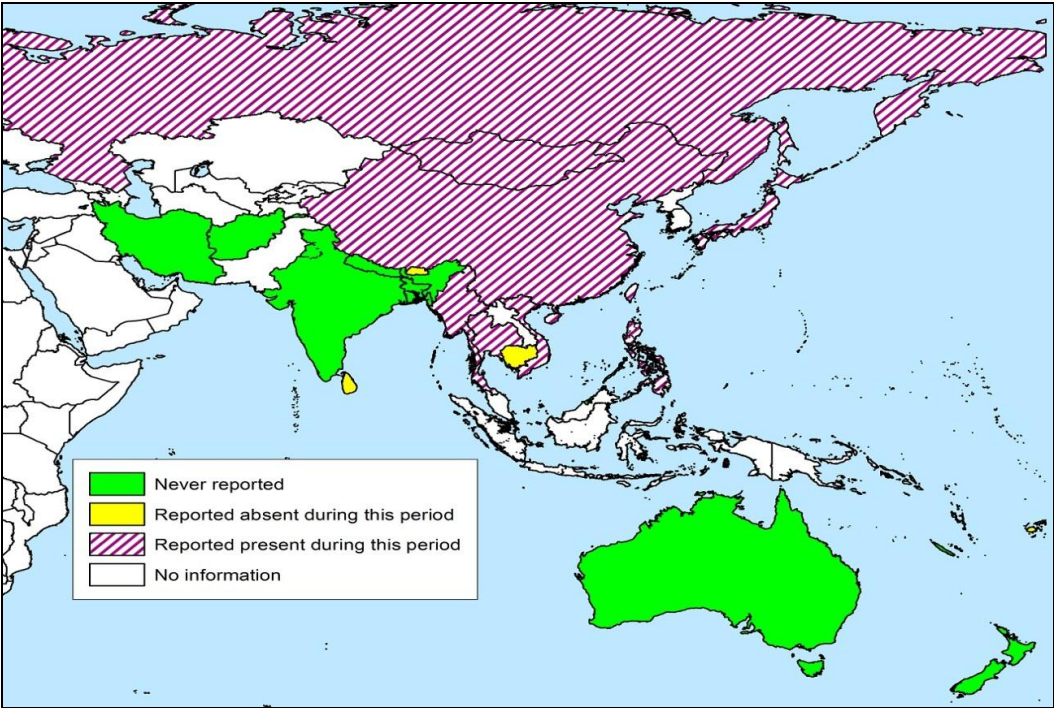 Never reported
Reported absent during this period
Reported present during this period
No information